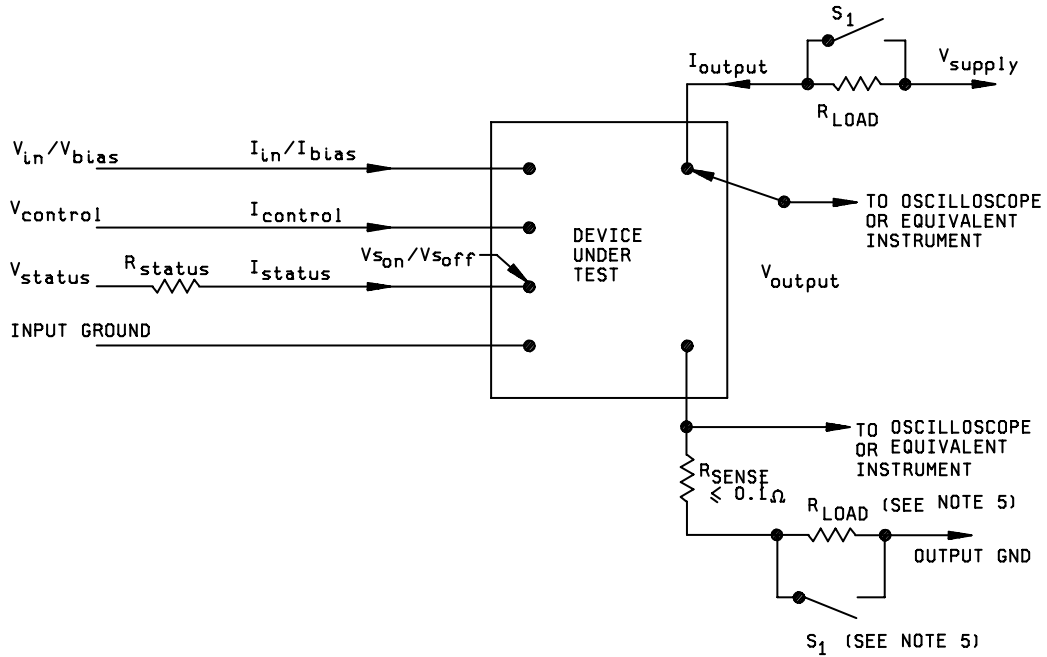 S1
Ioutput
Vsupply
RLOAD
Vin/Vbias
Iin/Ibias
Vcontrol
Icontrol
Vstatus
Rstatus
Istatus
Vson/Vsoff
INPUT GROUND
DEVICE
UNDER
TEST
TO OSCILLOSCOPE
OR EQUIVALENT
INSTRUMENT
Voutput
TO OSCILLOSCOPE
OR EQUIVALENT
INSTRUMENT
RSENSE
≤ 0.1Ω
RLOAD (SEE NOTE 5)
OUTPUT GND
S1 (SEE NOTE 5)